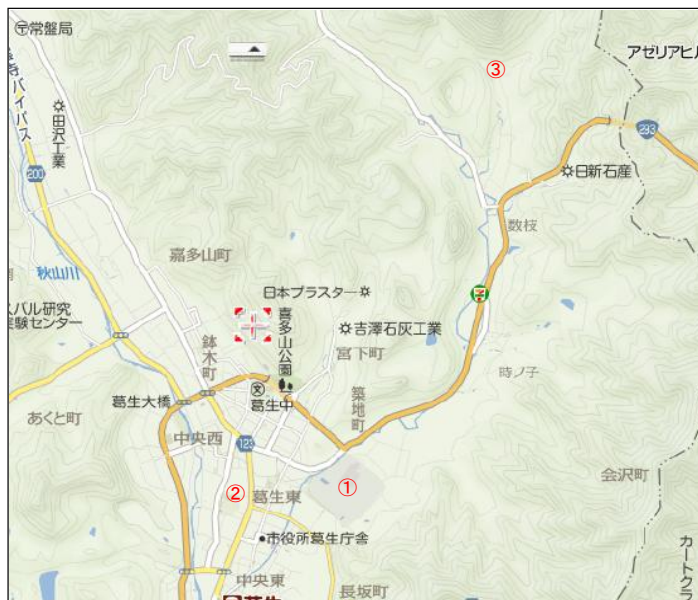 〒常盤局
アゼリアヒル
③
寺バイパス
田沢工業
293
200
日新石産
数枝
嘉多山町
秋山川
日本プラスター
バル研究
実験センター
喜多山公園
吉澤石灰工業
宮下町
鉢木町
時ノ子
葛生大橋
文
葛生中
築地町
あくと町
中央西
123
会沢町
①
②
葛生東
市役所葛生庁舎
カートクラ
中央東
長坂町
葛生